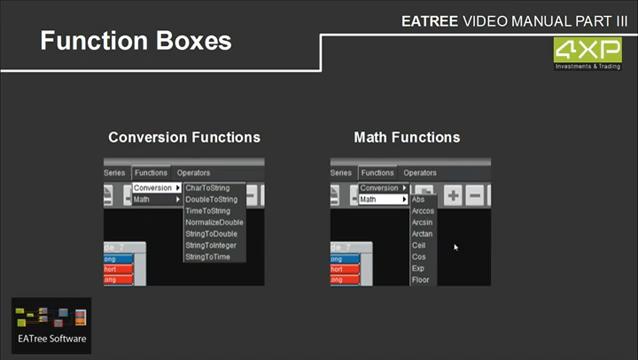 EATREE VIDEO MANUAL PART III
Function Boxes
4XP
Investments & Trading
Conversion Functions
Math Functions
Series Functions Operators
Conversion CharToString
Math DoubleToString
TimeToString
NormalizeDouble
StringToDouble
StringToInteger
StringToTime
ong
hort
ong
Series Functions Operators
Conversion
Math Abs
Arccos
Arcsin
Arctan
Ceil
Cos
Exp
Floor
ong
hort
ong
EATree Software